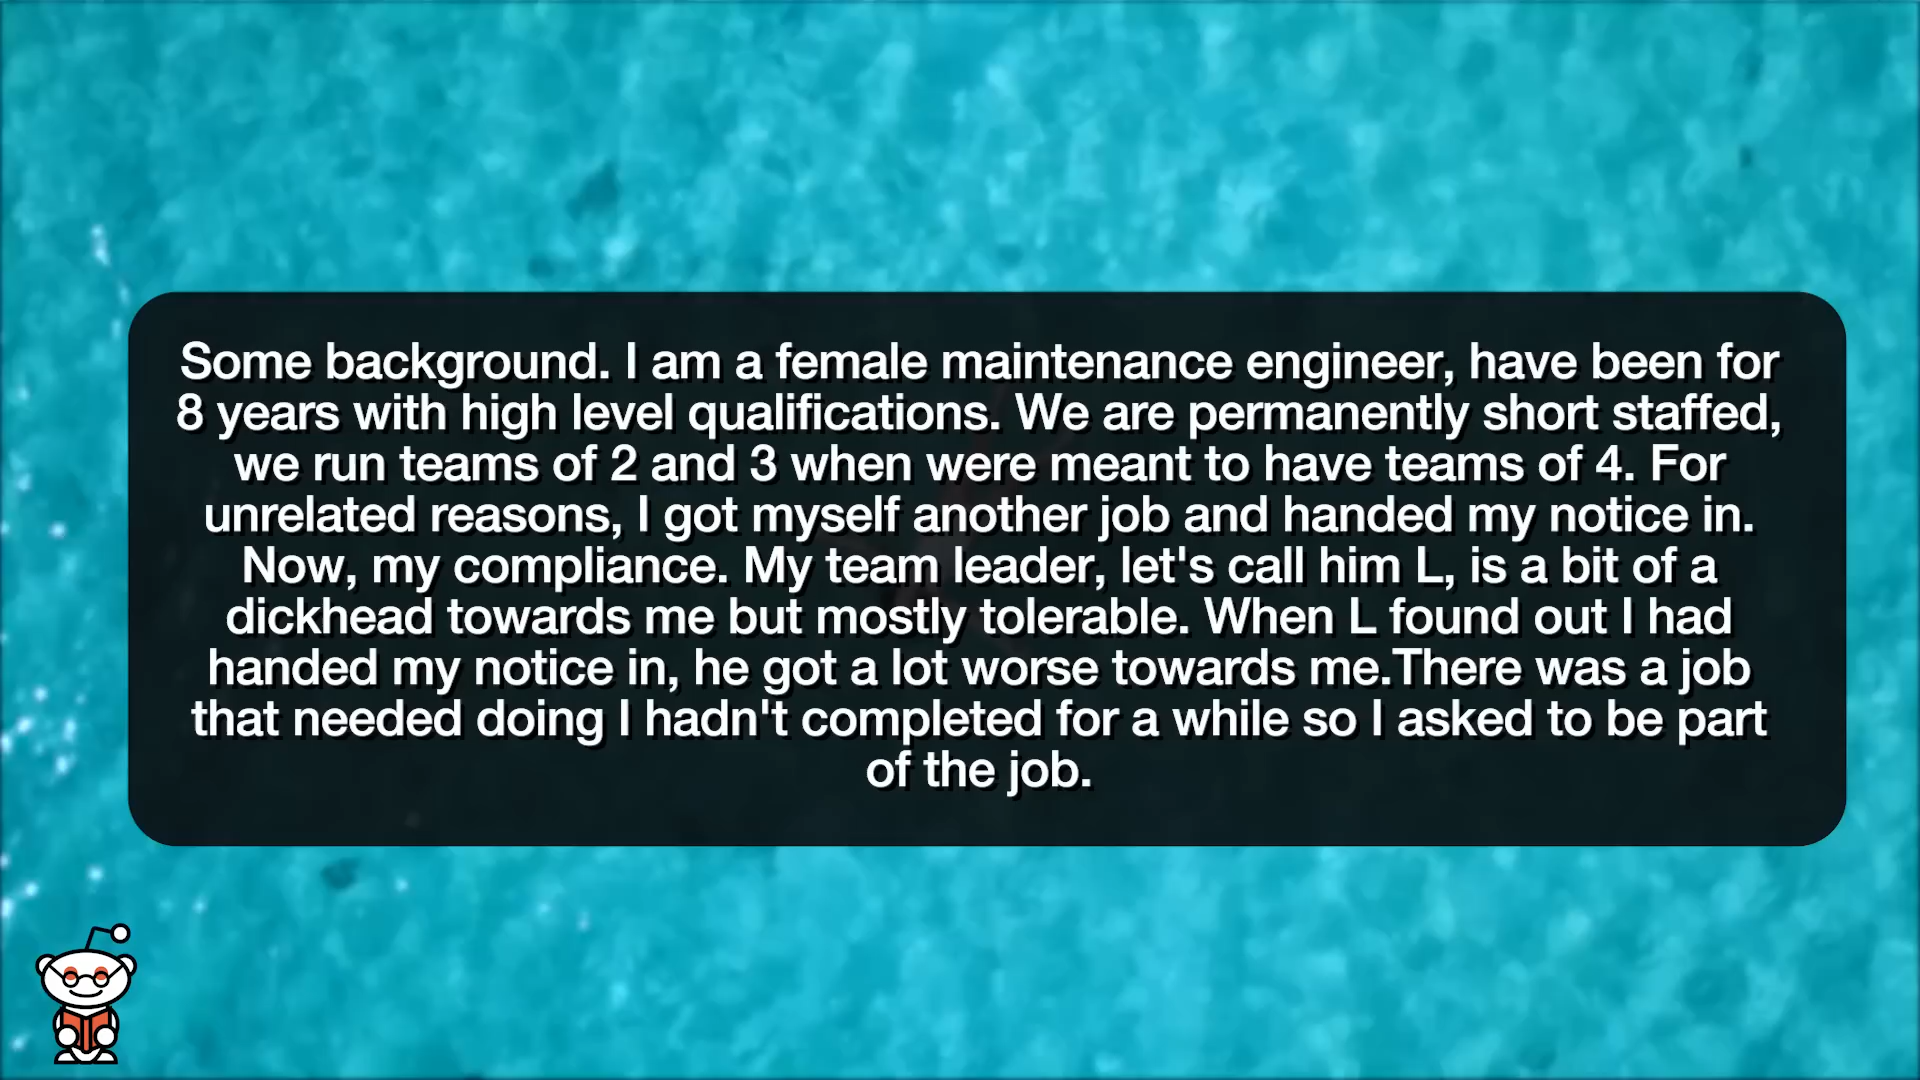 Some background. I am a female maintenance engineer, have been for
8 years with high level qualifications. We are permanently short staffed,
we run teams of 2 and 3 when were meant to have teams of 4. For
unrelated reasons, I got myself another job and handed my notice in.
Now, my compliance. My team leader, let's call him L, is a bit of a
dickhead towards me but mostly tolerable. When L found out I had
handed my notice in, he got a lot worse towards me.There was a job
that needed doing I hadn't completed for a while so I asked to be part
of the job.